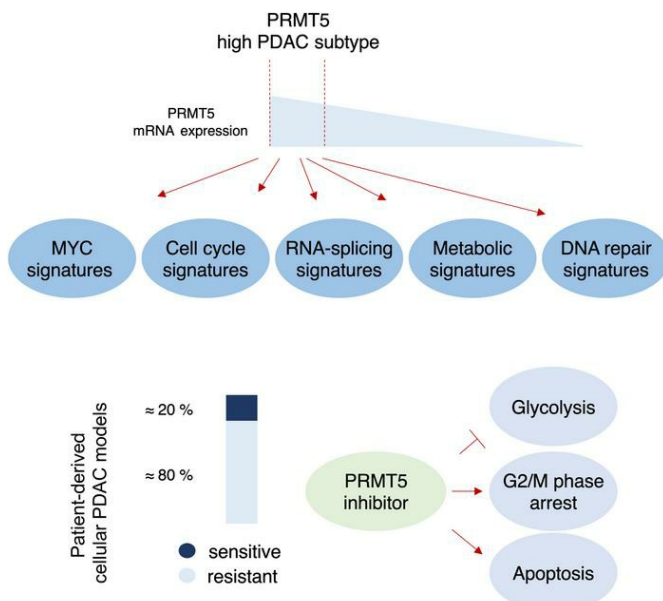 PRMT5
high PDAC subtype
PRMT5
mRNA expression
MYC
signatures
Cell cycle
signatures
RNA-splicing
signatures
Metabolic
signatures
DNA repair
signatures
Patient-derived
cellular PDAC models
≈ 20 %
≈ 80 %
sensitive
resistant
PRMT5
inhibitor
Glycolysis
G2/M phase
arrest
Apoptosis